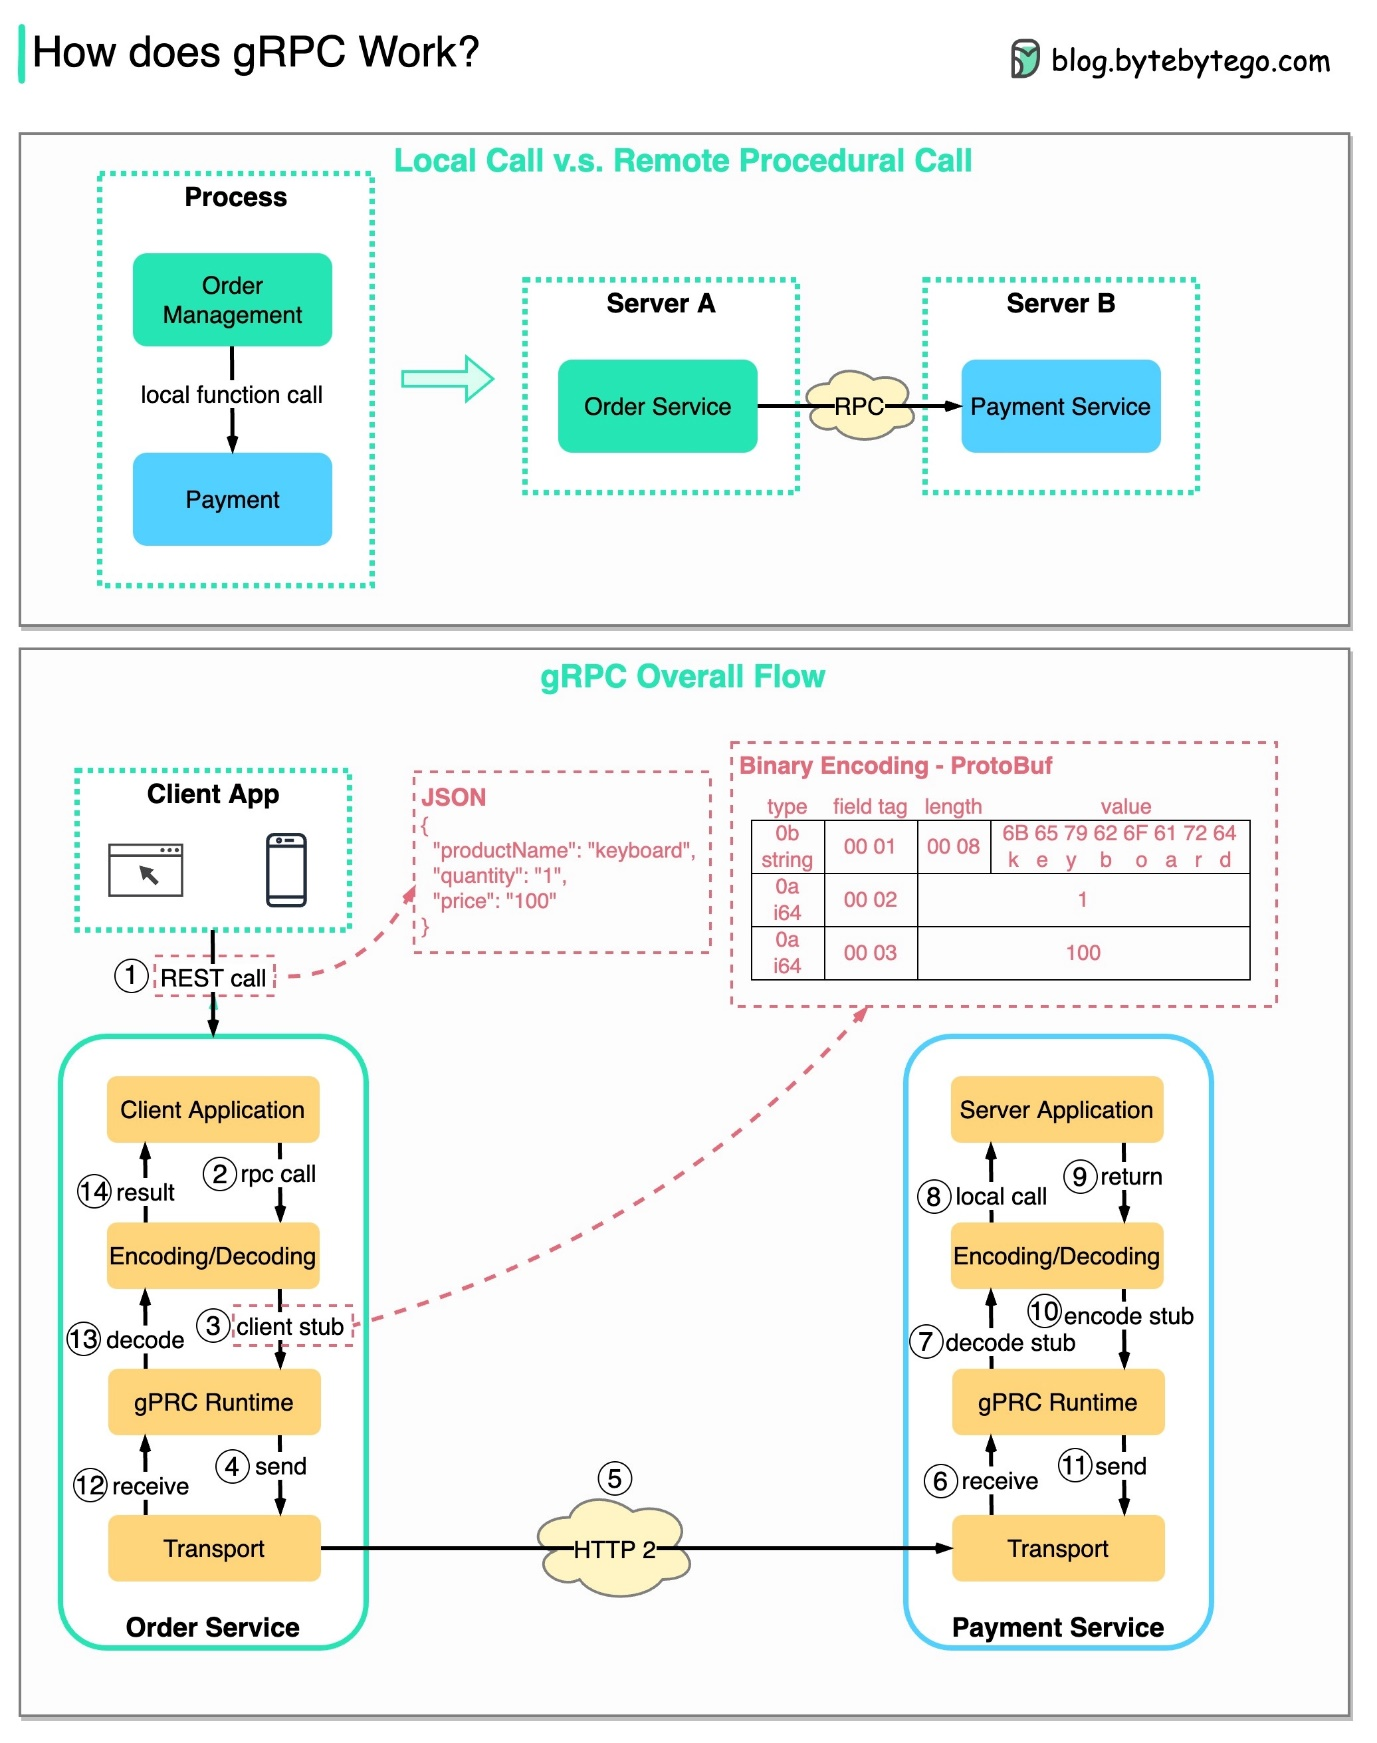 How does gRPC Work?
blog.bytebytego.com
Local Call v.s. Remote Procedural Call
Process
Order
Management
local function call
Payment
Server A
Order Service
RPC
Server B
Payment Service
gRPC Overall Flow
Client App
JSON
{
"productName": "keyboard",
"quantity": "1",
"price": "100"
}
Binary Encoding - ProtoBuf
type field tag length value
0b
string
00 01
00 08
6B 65 79 62 6F 61 72 64
k e y b o a r d
0a
i64
00 02
1
0a
i64
00 03
100
1 REST call
Client Application
14 result
2 rpc call
Encoding/Decoding
13 decode
3 client stub
gPRC Runtime
12 receive
4 send
Transport
Order Service
5
HTTP 2
Server Application
8 local call
9 return
Encoding/Decoding
7 decode stub
10 encode stub
gPRC Runtime
6 receive
11 send
Transport
Payment Service